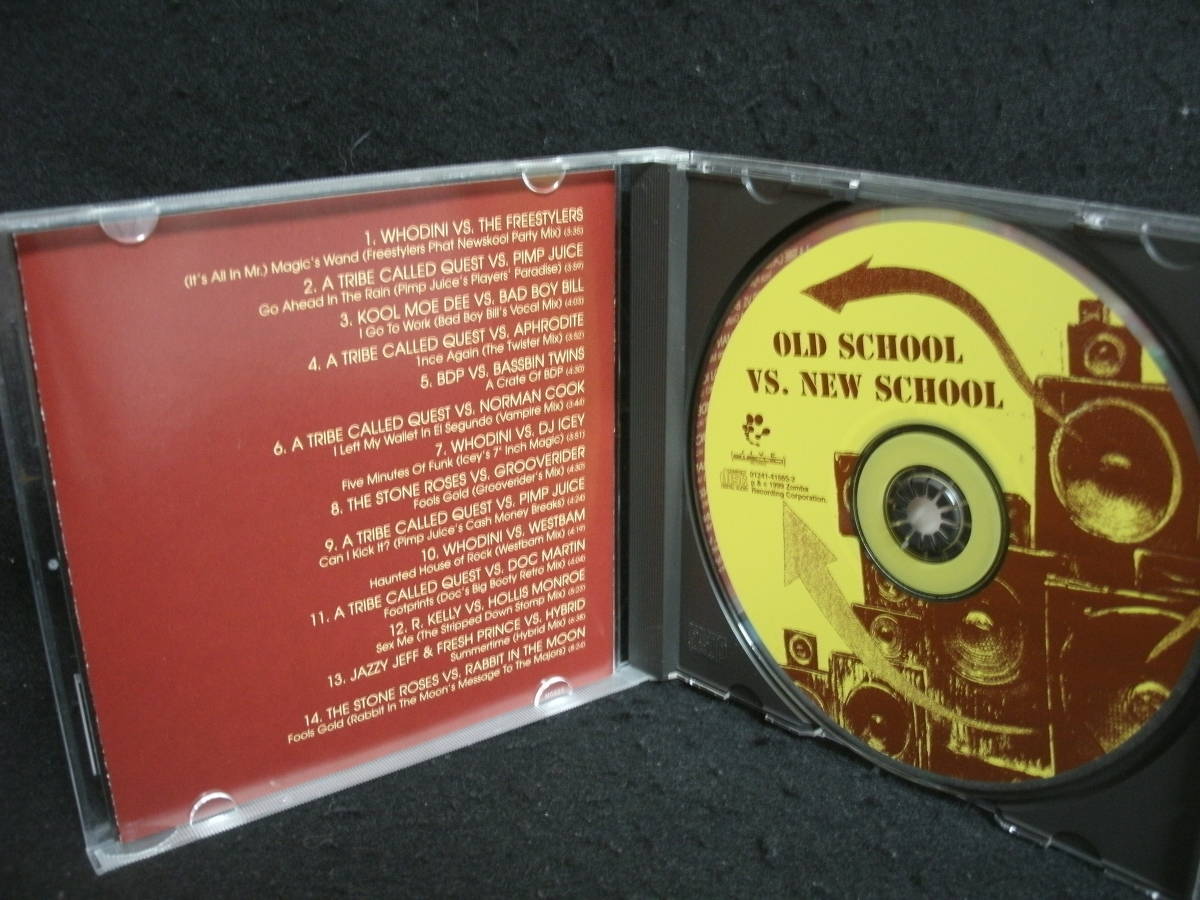 1. WHODINI VS. THE FREESTYLERS
(It's All In Mr.) Magic's Wand (Freestylers Phat Newskool Party Mix) (3:35)
2. A TRIBE CALLED QUEST VS. PIMP JUICE
Go Ahead In The Rain (Pimp Juice's Players' Paradise) (3:59)
3. KOOL MOE DEE VS. BAD BOY BILL
I Go To Work (Bad Boy Bill's Vocal Mix) (4:03)
4. A TRIBE CALLED QUEST VS. APHRODITE
1nce Again (The Twister Mix) (3:52)
5. BDP VS. BASSBIN TWINS
A Crate Of BDP (4:30)
6. A TRIBE CALLED QUEST VS. NORMAN COOK
I Left My Wallet In El Segundo (Vampire Mix) (3:44)
7. WHODINI VS. DJ ICEY
Five Minutes Of Funk (Icey's 7' Inch Magic) (3:51)
8. THE STONE ROSES VS. GROOVERIDER
Fools Gold (Grooverider's Mix) (4:30)
9. A TRIBE CALLED QUEST VS. PIMP JUICE
Can I Kick It? (Pimp Juice's Cash Money Breaks) (4:24)
10. WHODINI VS. WESTBAM
Haunted House of Rock (Westbam Mix) (4:19)
11. A TRIBE CALLED QUEST VS. DOC MARTIN
Footprints (Doc's Big Booty Retro Mix) (4:04)
12. R. KELLY VS. HOLLIS MONROE
Sex Me (The Stripped Down Stomp Mix) (5:23)
13. JAZZY JEFF & FRESH PRINCE VS. HYBRID
Summertime (Hybrid Mix) (6:38)
14. THE STONE ROSES VS. RABBIT IN THE MOON
Fools Gold (Rabbit In The Moon's Message To The Majors) (8:24)
OLD SCHOOL
VS. NEW SCHOOL
JIVE
01241-41665-2
p & c 1999 Zomba
Recording Corporation.